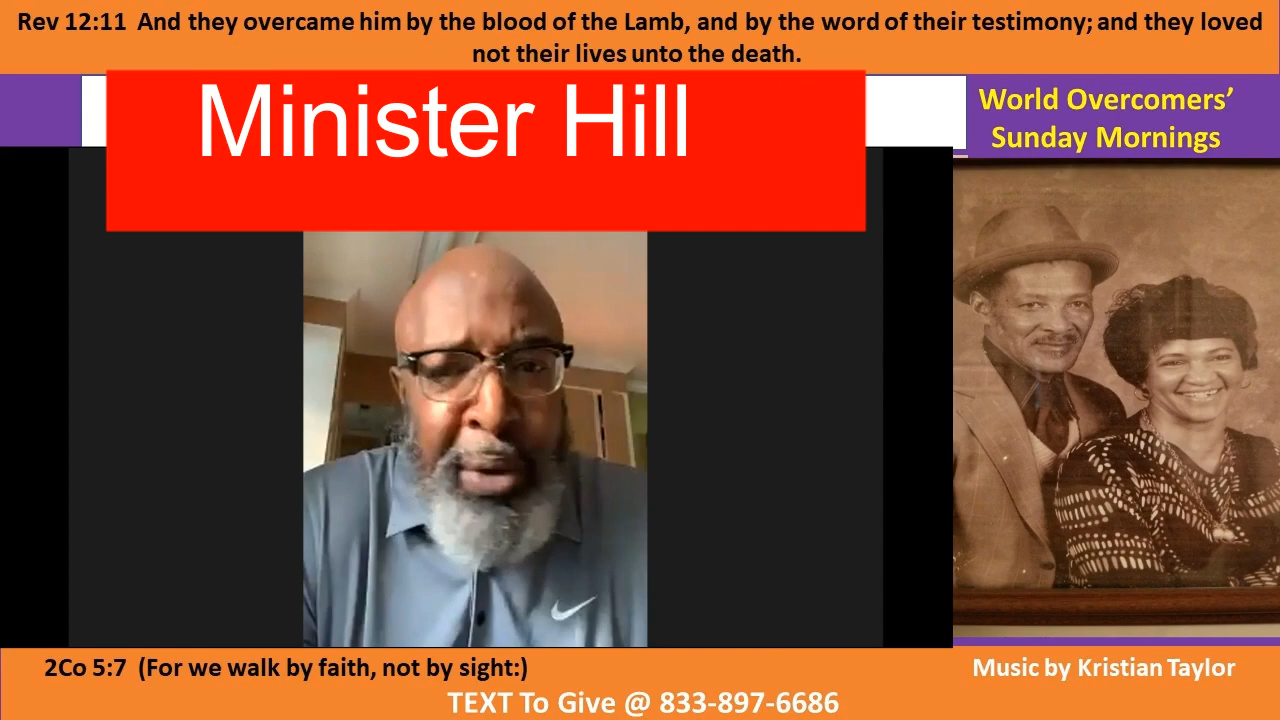 Rev 12:11  And they overcame him by the blood of the Lamb, and by the word of their testimony; and they loved
not their lives unto the death.
Minister Hill
World Overcomers’
Sunday Mornings
2Co 5:7  (For we walk by faith, not by sight:)
Music by Kristian Taylor
TEXT To Give @ 833-897-6686